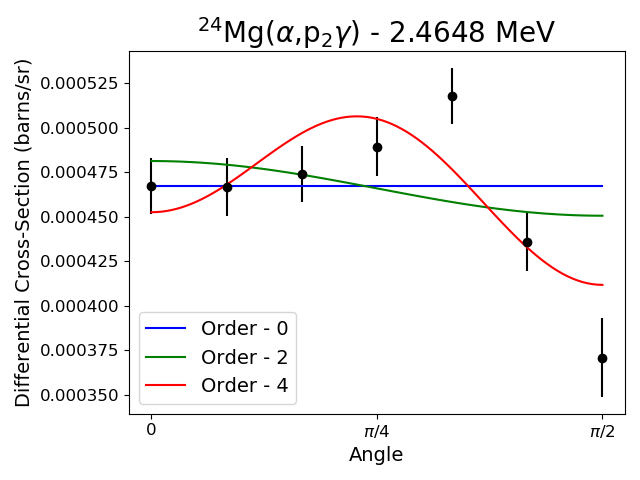 ²⁴Mg(α,p₂γ) - 2.4648 MeV
Differential Cross-Section (barns/sr)
0.000525
0.000500
0.000475
0.000450
0.000425
0.000400
0.000375
0.000350
Order - 0
Order - 2
Order - 4
0
π/4
π/2
Angle